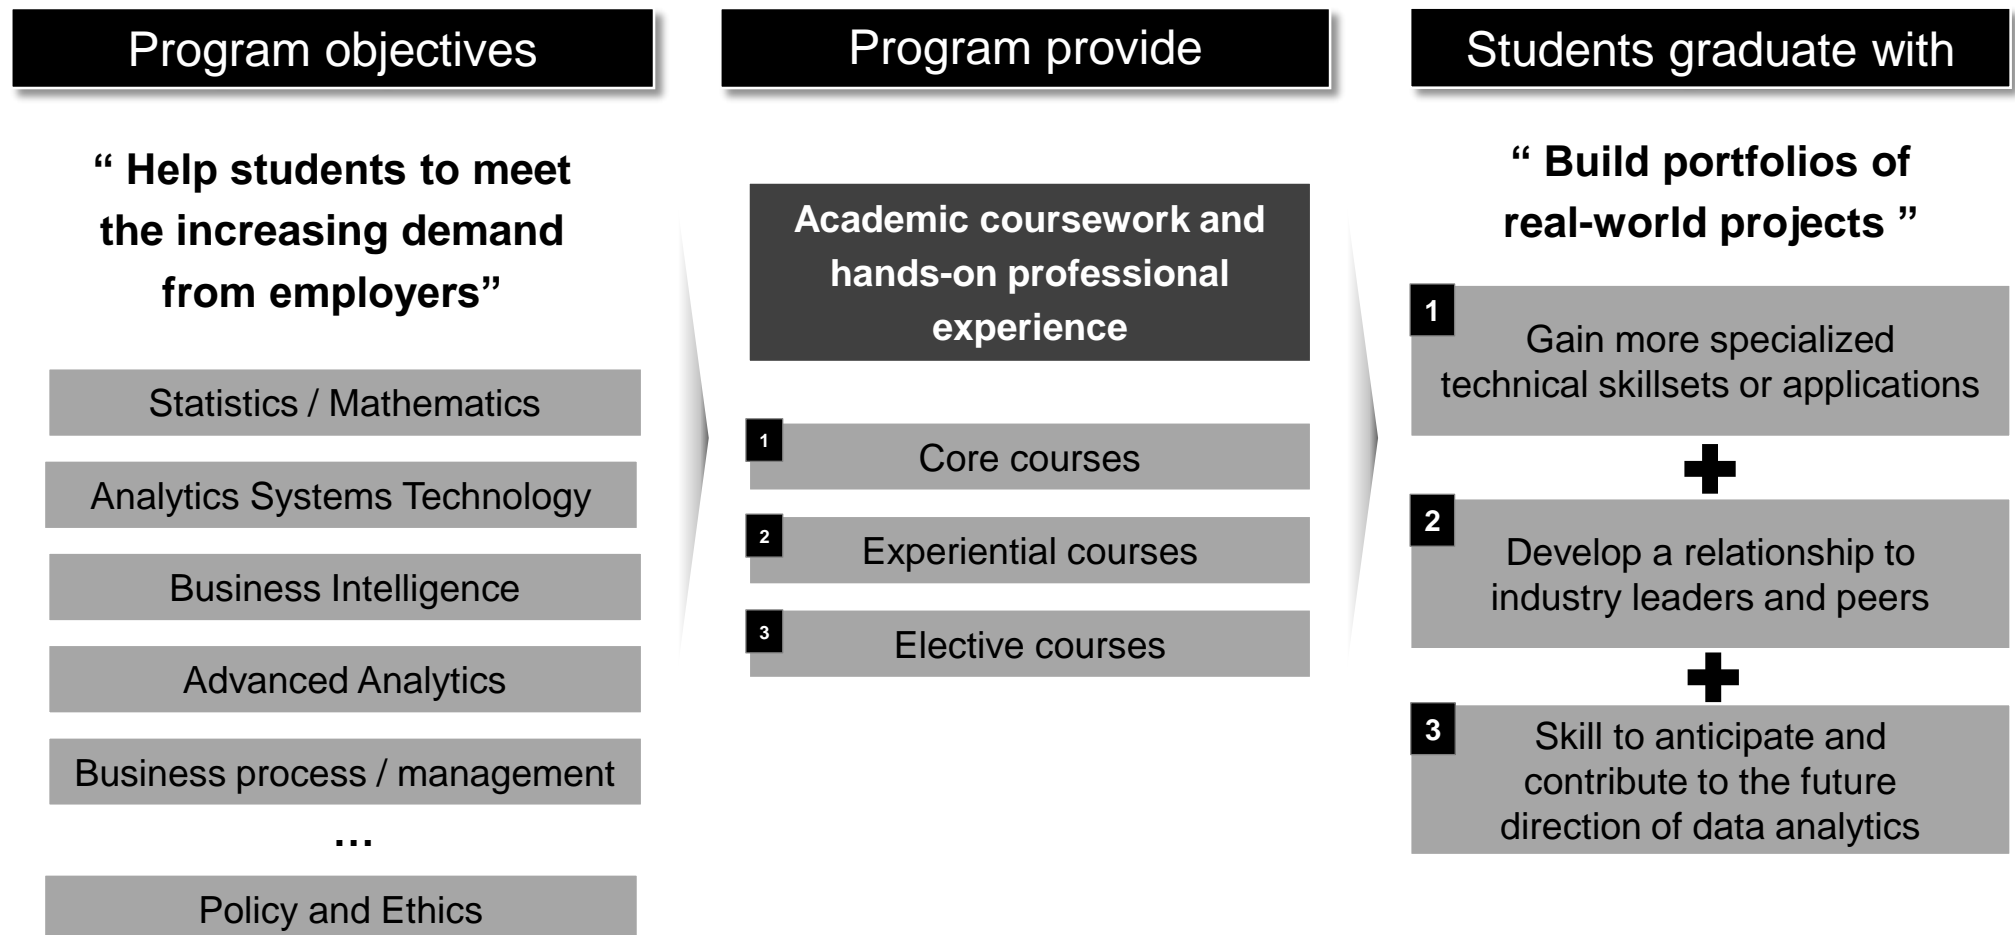 Program objectives
“ Help students to meet
the increasing demand
from employers”
Statistics / Mathematics
Analytics Systems Technology
Business Intelligence
Advanced Analytics
Business process / management
...
Policy and Ethics
Program provide
Academic coursework and
hands-on professional
experience
1
Core courses
2
Experiential courses
3
Elective courses
Students graduate with
“ Build portfolios of
real-world projects ”
1
Gain more specialized
technical skillsets or applications
2
Develop a relationship to
industry leaders and peers
3
Skill to anticipate and
contribute to the future
direction of data analytics